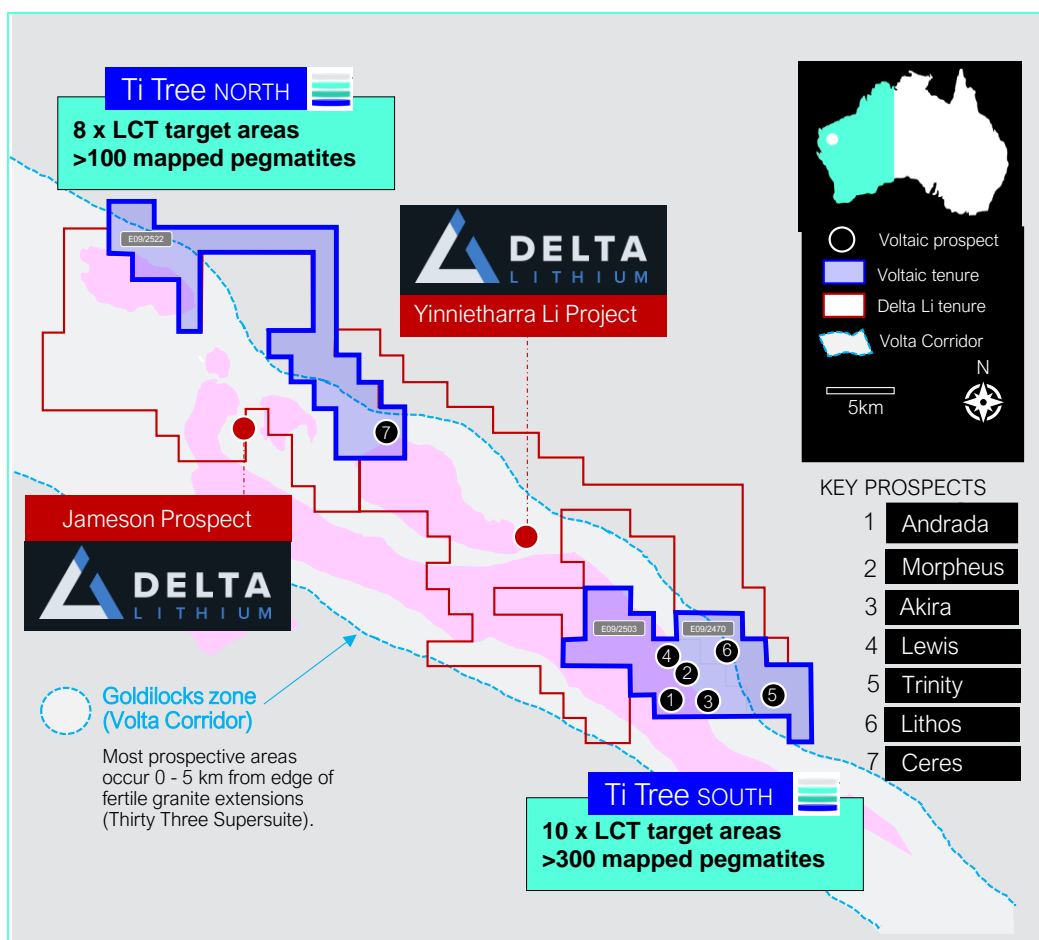 Ti Tree NORTH
8 x LCT target areas
>100 mapped pegmatites
E09/2522
DELTA
LITHIUM
Yinnietharra Li Project
Voltaic prospect
Voltaic tenure
Delta Li tenure
Volta Corridor
N
5km
7
Jameson Prospect
DELTA
LITHIUM
KEY PROSPECTS
1 Andrada
2 Morpheus
3 Akira
4 Lewis
5 Trinity
6 Lithos
7 Ceres
E09/2503
E09/2470
4
6
2
1
3
5
Goldilocks zone
(Volta Corridor)
Most prospective areas
occur 0 - 5 km from edge of
fertile granite extensions
(Thirty Three Supersuite).
Ti Tree SOUTH
10 x LCT target areas
>300 mapped pegmatites